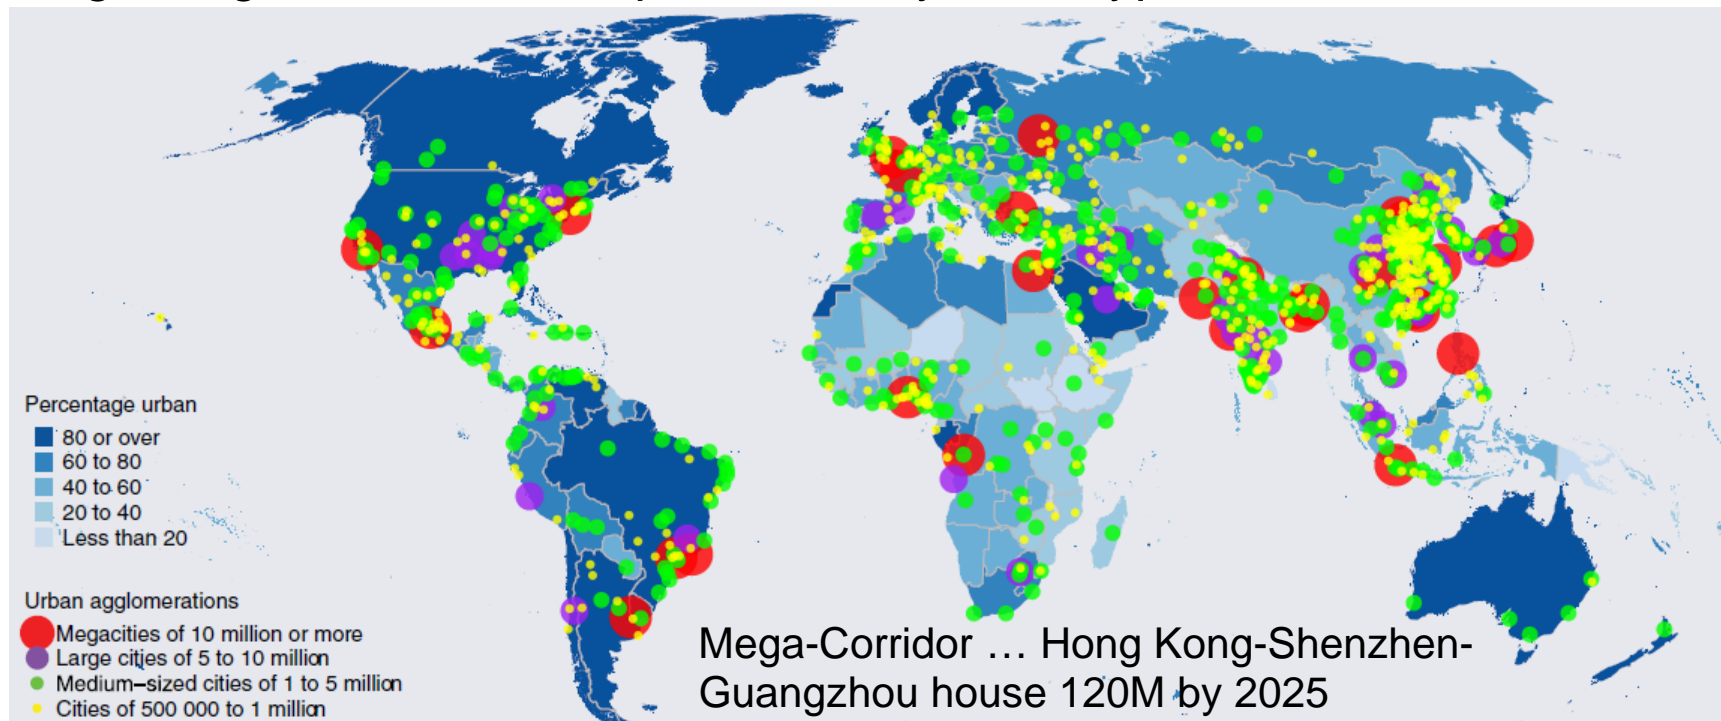 Percentage urban
80 or over
60 to 80
40 to 60
20 to 40
Less than 20
Urban agglomerations
Megacities of 10 million or more
Large cities of 5 to 10 million
Medium-sized cities of 1 to 5 million
Cities of 500 000 to 1 million
Mega-Corridor … Hong Kong-Shenzhen-
Guangzhou house 120M by 2025